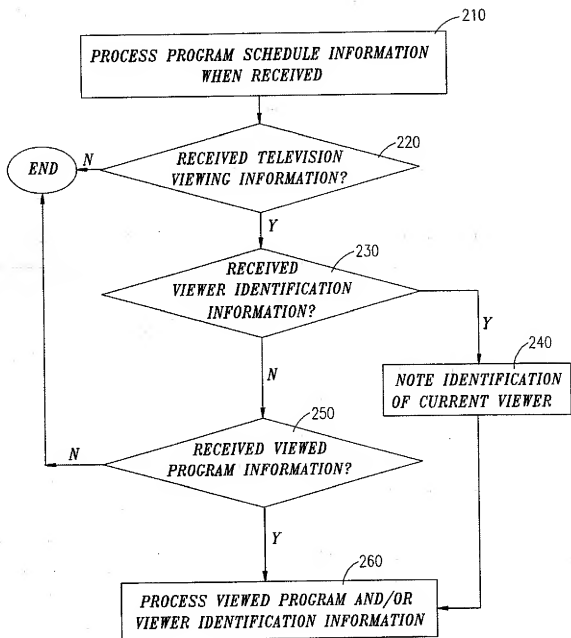 210
PROCESS PROGRAM SCHEDULE INFORMATION
WHEN RECEIVED
220
END
N
RECEIVED TELEVISION
VIEWING INFORMATION?
Y
230
RECEIVED
VIEWER IDENTIFICATION
INFORMATION?
Y
240
NOTE IDENTIFICATION
OF CURRENT VIEWER
N
250
RECEIVED VIEWED
PROGRAM INFORMATION?
N
Y
260
PROCESS VIEWED PROGRAM AND/OR
VIEWER IDENTIFICATION INFORMATION